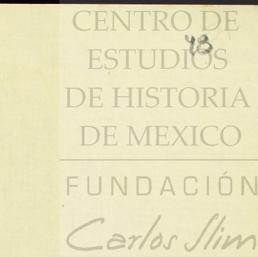 CENTRO DE
ESTUDIOS
48
DE HISTORIA
DE MEXICO
FUNDACIÓN
Carlos Slim